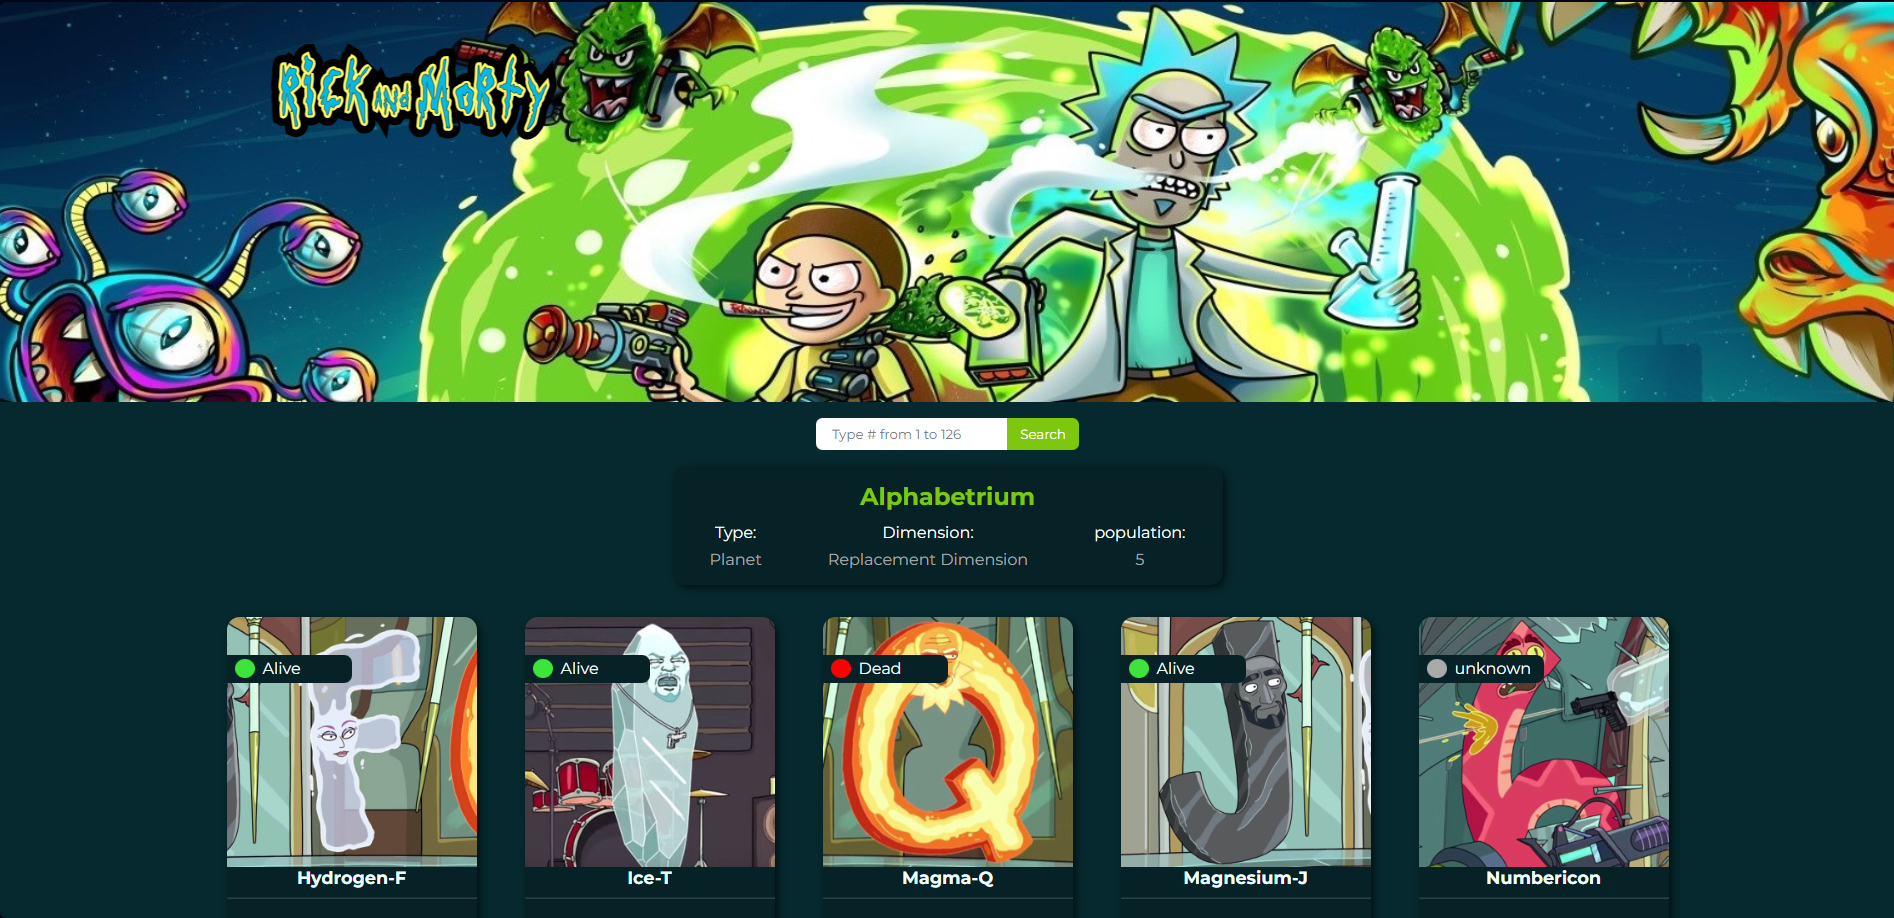 Rick and Morty
Type # from 1 to 126 Search
Alphabetrium
Type: Dimension: population:
Planet Replacement Dimension 5
Alive Alive Dead Alive unknown
Hydrogen-F Ice-T Magma-Q Magnesium-J Numbericon